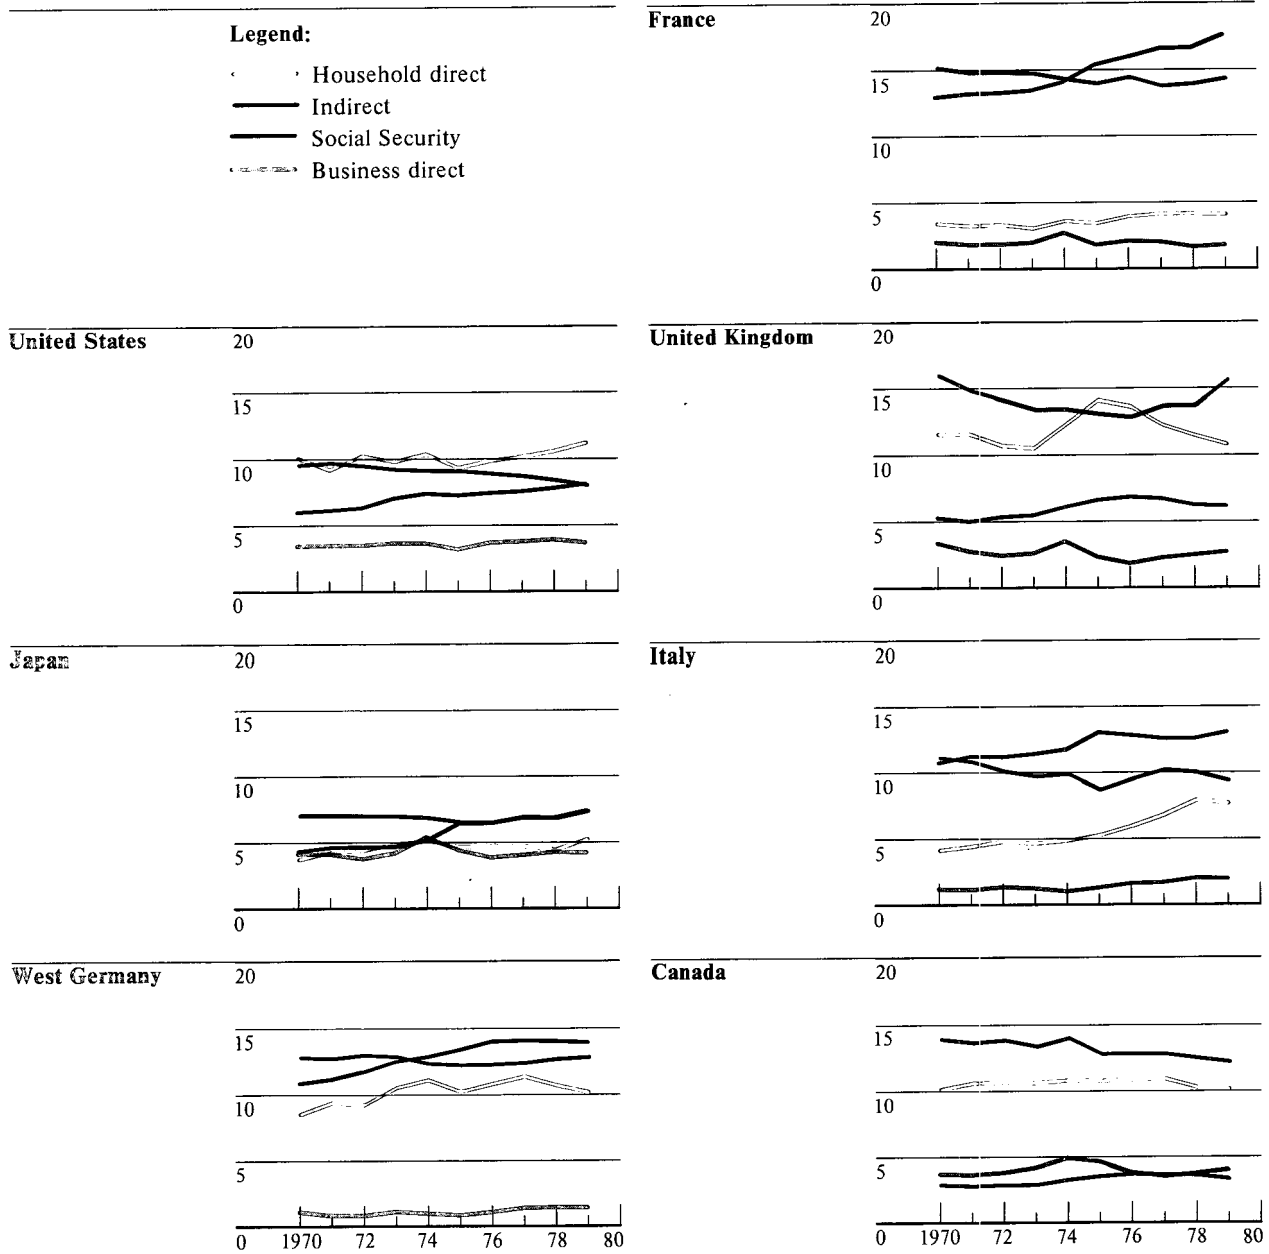 Legend:
Household direct
Indirect
Social Security
Business direct
France
20
15
10
5
0
United States
20
15
10
5
0
United Kingdom
20
15
10
5
0
Japan
20
15
10
5
0
Italy
20
15
10
5
0
West Germany
20
15
10
5
0 1970 72 74 76 78 80
Canada
20
15
10
5
0 1970 72 74 76 78 80